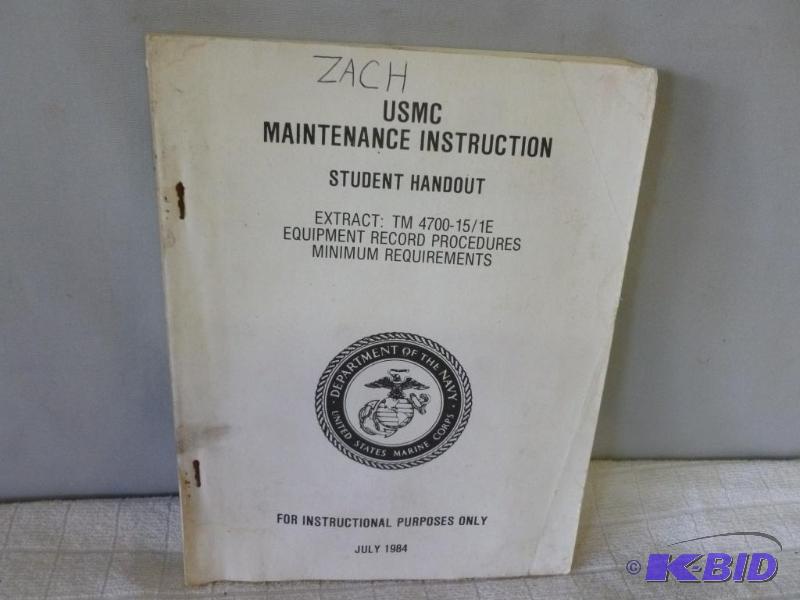 ZACH
USMC
MAINTENANCE INSTRUCTION
STUDENT HANDOUT
EXTRACT: TM 4700-15/1E
EQUIPMENT RECORD PROCEDURES
MINIMUM REQUIREMENTS
DEPARTMENT OF THE NAVY
UNITED STATES MARINE CORPS
FOR INSTRUCTIONAL PURPOSES ONLY
JULY 1984
© K-BID